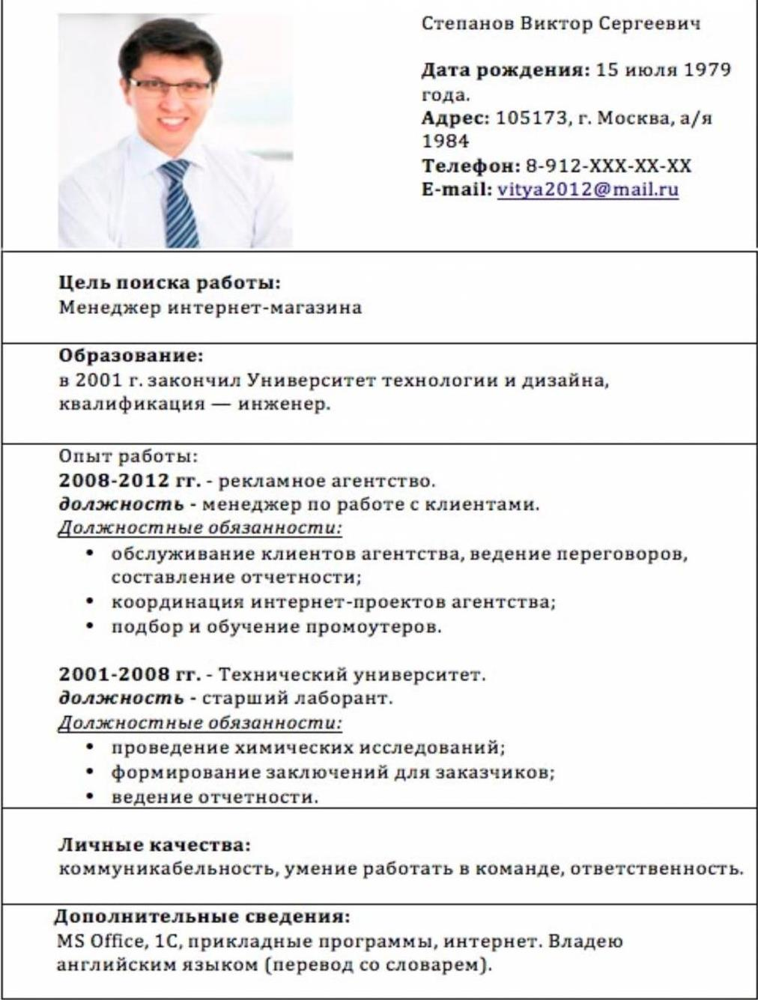 Степанов Виктор Сергеевич
Дата рождения: 15 июля 1979
года.
Адрес: 105173, г. Москва, а/я
1984
Телефон: 8-912-XXX-XX-XX
E-mail: vitya2012@mail.ru
Цель поиска работы:
Менеджер интернет-магазина
Образование:
в 2001 г. закончил Университет технологии и дизайна,
квалификация — инженер.
Опыт работы:
2008-2012 гг. - рекламное агентство.
должность - менеджер по работе с клиентами.
Должностные обязанности:
• обслуживание клиентов агентства, ведение переговоров,
составление отчетности;
• координация интернет-проектов агентства;
• подбор и обучение промоутеров.
2001-2008 гг. - Технический университет.
должность - старший лаборант.
Должностные обязанности:
• проведение химических исследований;
• формирование заключений для заказчиков;
• ведение отчетности.
Личные качества:
коммуникабельность, умение работать в команде, ответственность.
Дополнительные сведения:
MS Office, 1C, прикладные программы, интернет. Владею
английским языком (перевод со словарем).